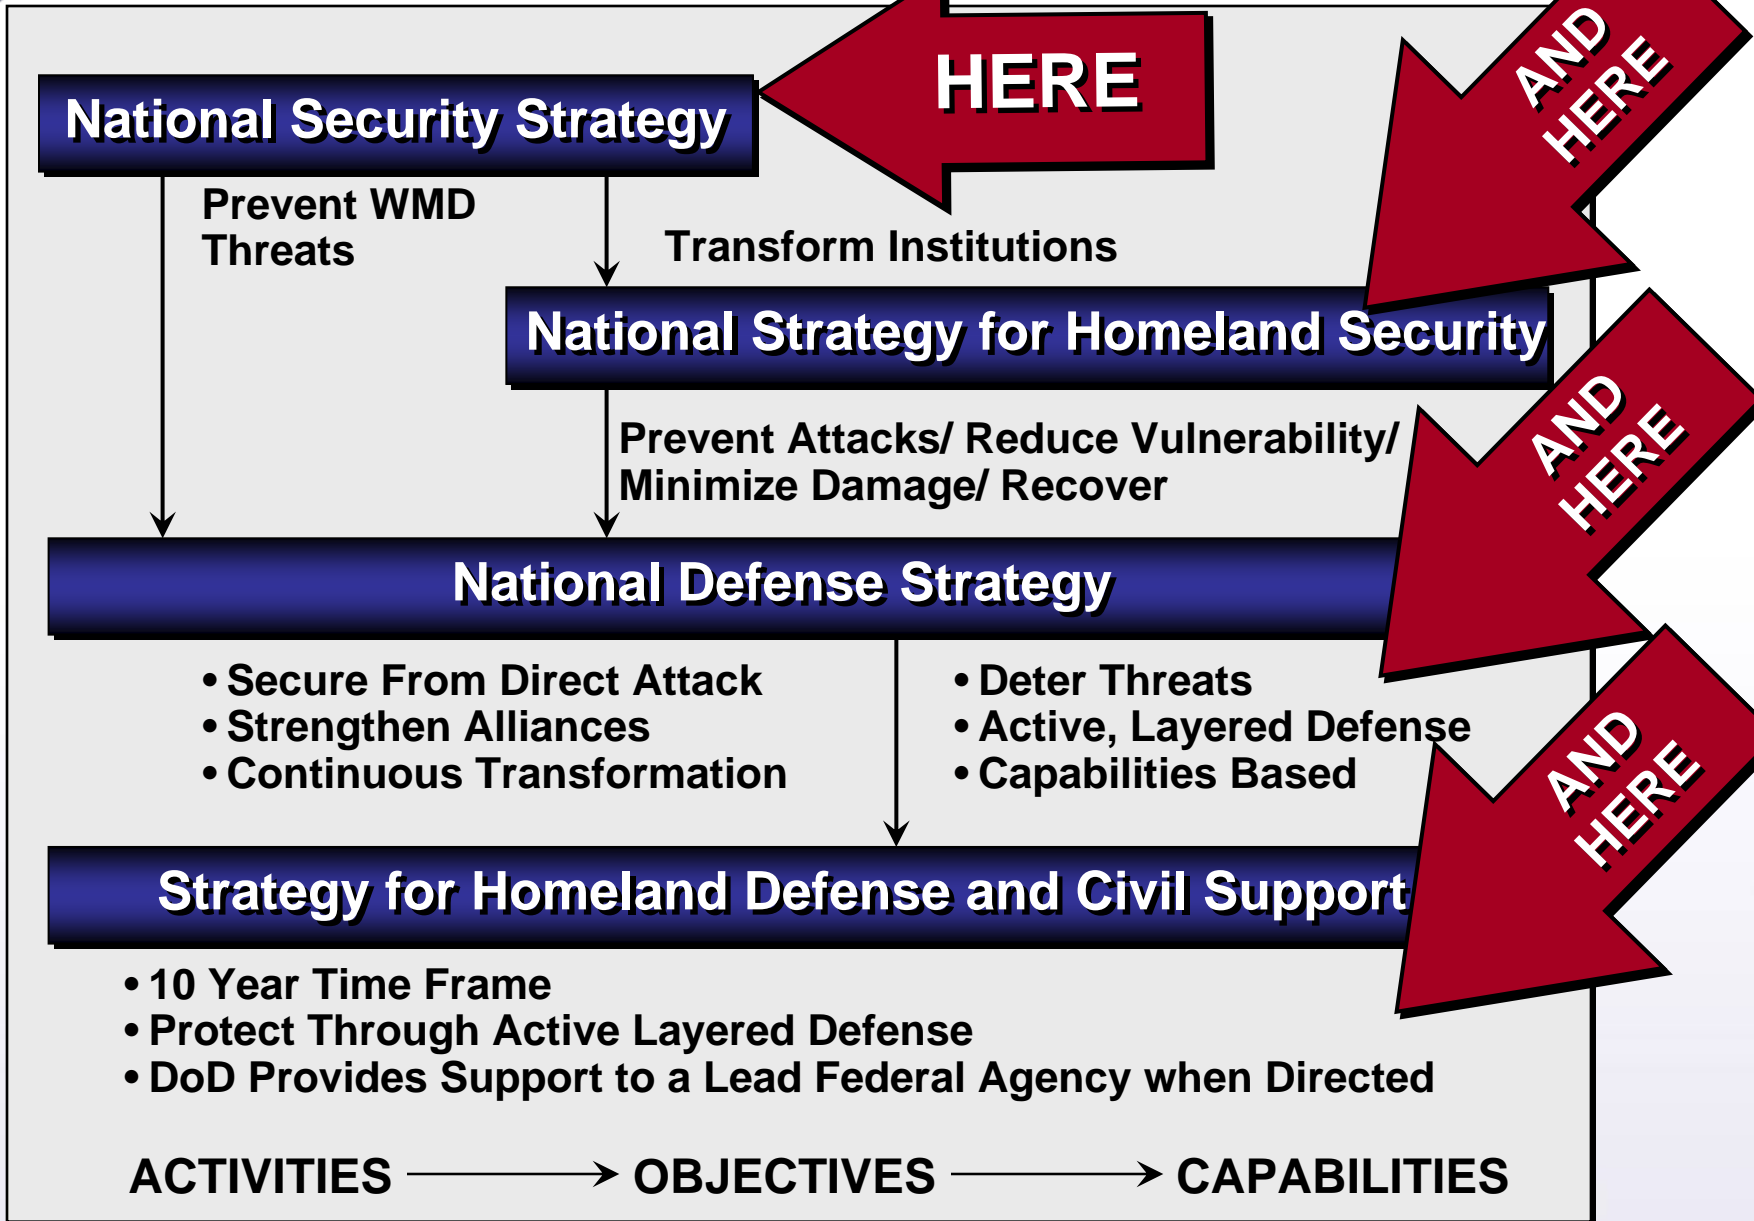 HERE
AND
HERE
National Security Strategy
Prevent WMD
Threats
Transform Institutions
National Strategy for Homeland Security
AND
HERE
Prevent Attacks/ Reduce Vulnerability/
Minimize Damage/ Recover
National Defense Strategy
• Secure From Direct Attack
• Strengthen Alliances
• Continuous Transformation
• Deter Threats
• Active, Layered Defense
• Capabilities Based
AND
HERE
Strategy for Homeland Defense and Civil Support
• 10 Year Time Frame
• Protect Through Active Layered Defense
• DoD Provides Support to a Lead Federal Agency when Directed
ACTIVITIES OBJECTIVES CAPABILITIES